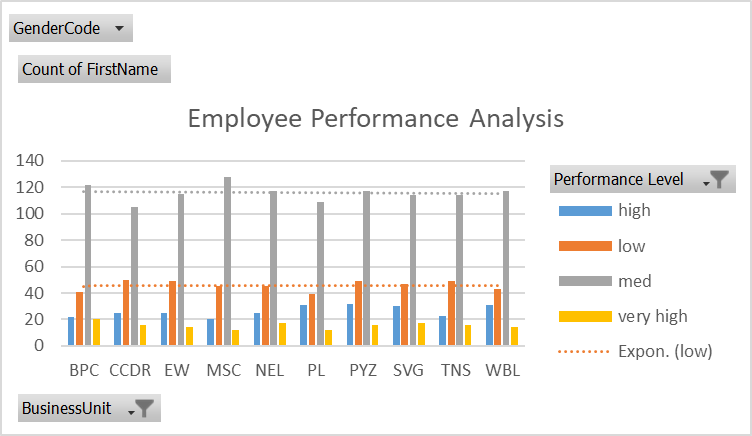 GenderCode
Count of FirstName
Employee Performance Analysis
140
120
100
80
60
40
20
0
BPC CCDR EW MSC NEL PL PYZ SVG TNS WBL
Performance Level
high
low
med
very high
Expon. (low)
BusinessUnit